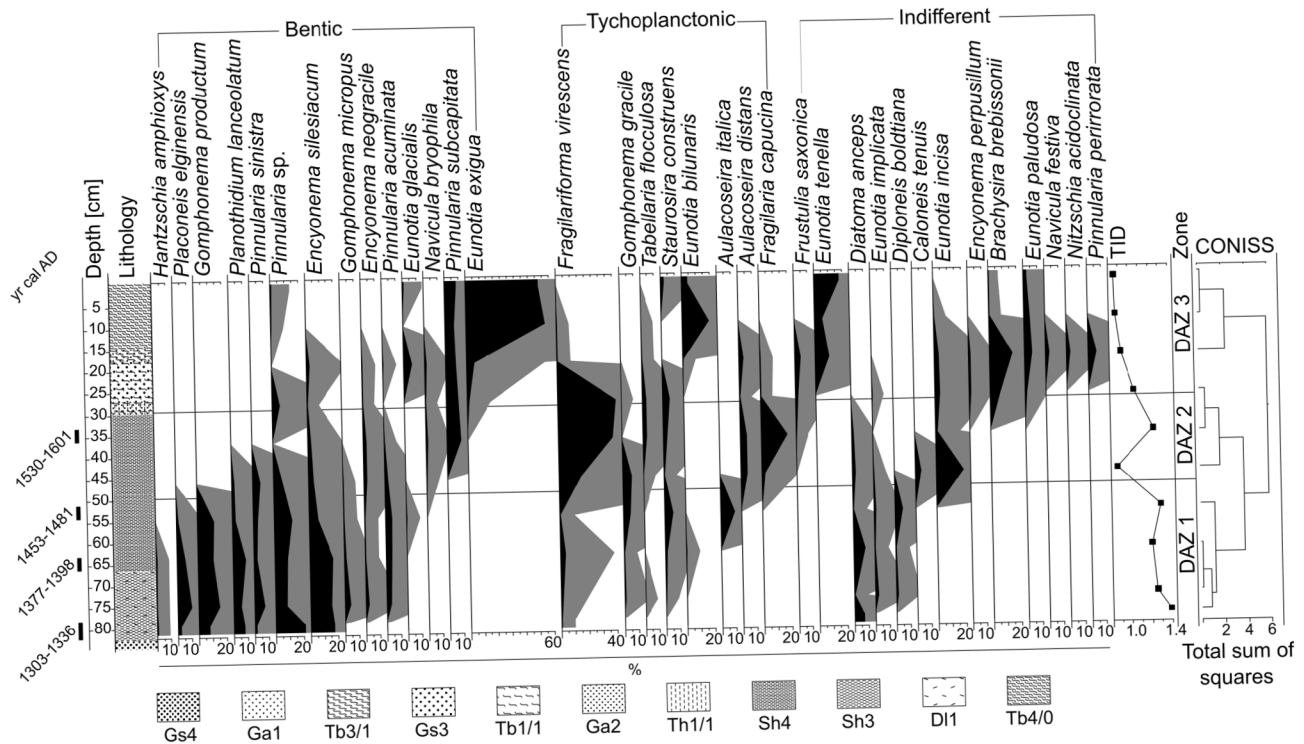 Bentic
Tychoplanctonic
Indifferent
yr cal AD
Depth [cm]
Lithology
Hantzschia amphioxys
Placoneis elginensis
Gomphonema productum
Planothidium lanceolatum
Pinnularia sinistra
Pinnularia sp.
Encyonema silesiacum
Gomphonema micropus
Encyonema neogracile
Pinnularia acuminata
Eunotia glacialis
Navicula bryophila
Pinnularia subcapitata
Eunotia exigua
Fragilariforma virescens
Gomphonema gracile
Tabellaria flocculosa
Staurosira construens
Eunotia bilunaris
Aulacoseira italica
Aulacoseira distans
Fragilaria capucina
Frustulia saxonica
Eunotia tenella
Diatoma anceps
Eunotia implicata
Diploneis boldtiana
Caloneis tenuis
Eunotia incisa
Encyonema perpusillum
Brachysira brebissonii
Eunotia paludosa
Navicula festiva
Nitzschia acidoclinata
Pinnularia perirrorata
TID
Zone
CONISS
5
10
15
20
25
30
35
40
45
50
55
60
65
70
75
80
1530-1601
1453-1481
1377-1398
1303-1336
DAZ 3
DAZ 2
DAZ 1
10 10 20 10 10 20 20 10 10 10 10 10 10 60 40 10 10 10 20 10 10 20 10 20 10 10 10 10 20 10 20 10 10 10 10 1.0 1.4
2 4 6
%
Total sum of
squares
Gs4 Ga1 Tb3/1 Gs3 Tb1/1 Ga2 Th1/1 Sh4 Sh3 Dl1 Tb4/0